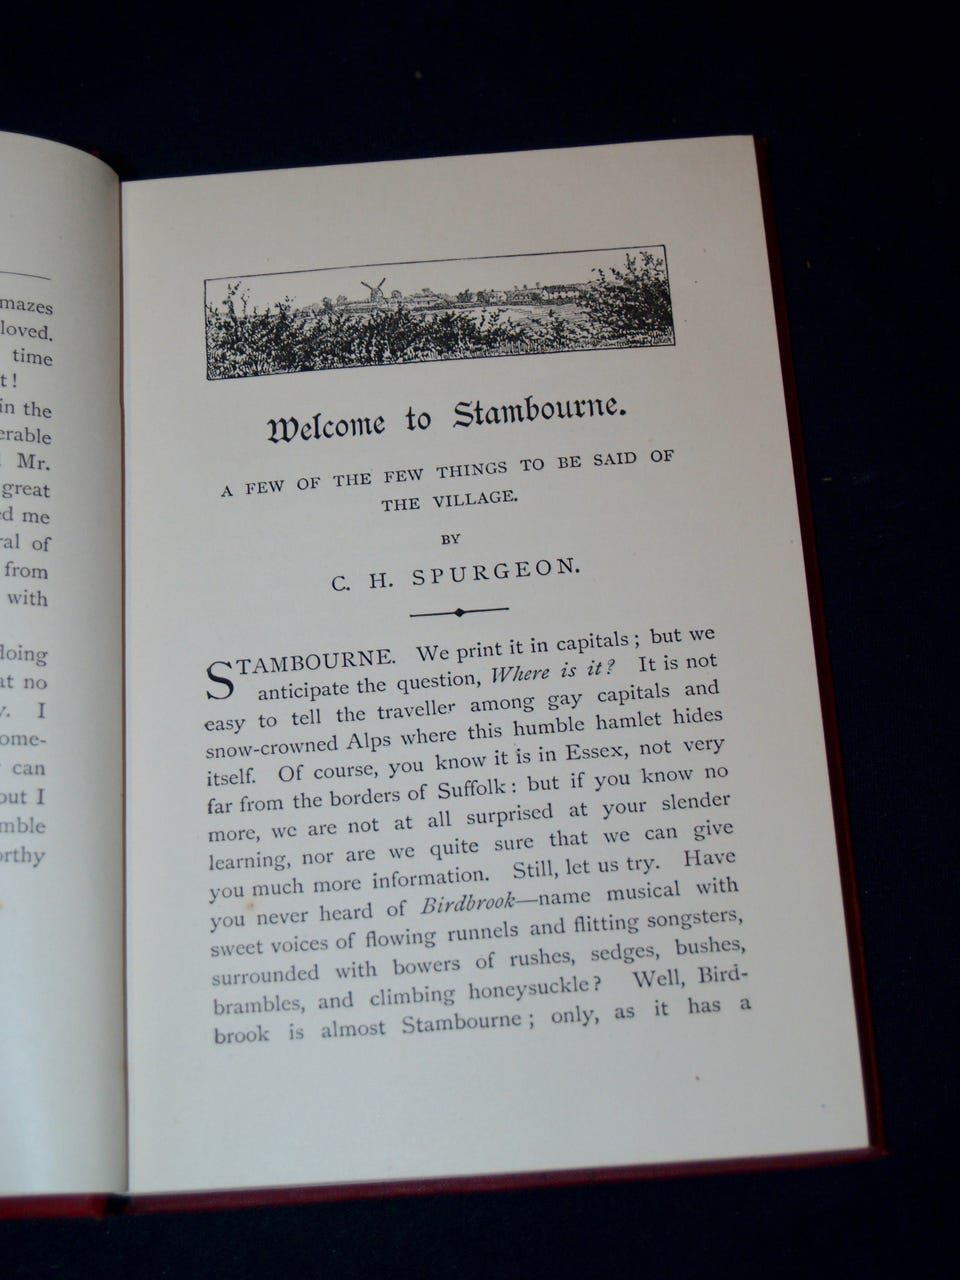 mazes
loved.
time
t!
in the
erable
Mr.
great
ed me
ral of
from
with
doing
at no
y. I
ome-
can
out I
mble
orthy
Welcome to Stambourne.
A FEW OF THE FEW THINGS TO BE SAID OF
THE VILLAGE.
BY
C. H. SPURGEON.
STAMBOURNE. We print it in capitals; but we
anticipate the question, Where is it? It is not
easy to tell the traveller among gay capitals and
snow-crowned Alps where this humble hamlet hides
itself. Of course, you know it is in Essex, not very
far from the borders of Suffolk: but if you know no
more, we are not at all surprised at your slender
learning, nor are we quite sure that we can give
you much more information. Still, let us try. Have
you never heard of Birdbrook—name musical with
sweet voices of flowing runnels and flitting songsters,
surrounded with bowers of rushes, sedges, bushes,
brambles, and climbing honeysuckle? Well, Bird-
brook is almost Stambourne; only, as it has a